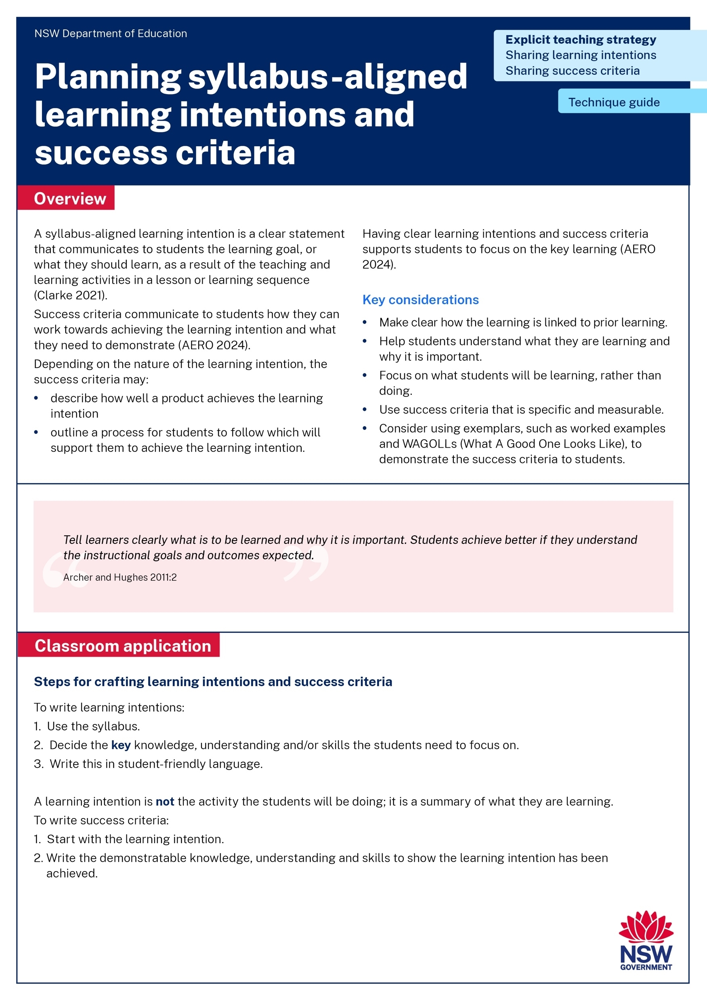 NSW Department of Education
Planning syllabus-aligned
learning intentions and
success criteria
Explicit teaching strategy
Sharing learning intentions
Sharing success criteria
Technique guide
Overview
A syllabus-aligned learning intention is a clear statement
that communicates to students the learning goal, or
what they should learn, as a result of the teaching and
learning activities in a lesson or learning sequence
(Clarke 2021).
Success criteria communicate to students how they can
work towards achieving the learning intention and what
they need to demonstrate (AERO 2024).
Depending on the nature of the learning intention, the
success criteria may:
• describe how well a product achieves the learning
intention
• outline a process for students to follow which will
support them to achieve the learning intention.
Having clear learning intentions and success criteria
supports students to focus on the key learning (AERO
2024).
Key considerations
• Make clear how the learning is linked to prior learning.
• Help students understand what they are learning and
why it is important.
• Focus on what students will be learning, rather than
doing.
• Use success criteria that is specific and measurable.
• Consider using exemplars, such as worked examples
and WAGOLLs (What A Good One Looks Like), to
demonstrate the success criteria to students.
Tell learners clearly what is to be learned and why it is important. Students achieve better if they understand
the instructional goals and outcomes expected.
Archer and Hughes 2011:2
Classroom application
Steps for crafting learning intentions and success criteria
To write learning intentions:
1. Use the syllabus.
2. Decide the key knowledge, understanding and/or skills the students need to focus on.
3. Write this in student-friendly language.
A learning intention is not the activity the students will be doing; it is a summary of what they are learning.
To write success criteria:
1. Start with the learning intention.
2. Write the demonstratable knowledge, understanding and skills to show the learning intention has been
achieved.
NSW
GOVERNMENT